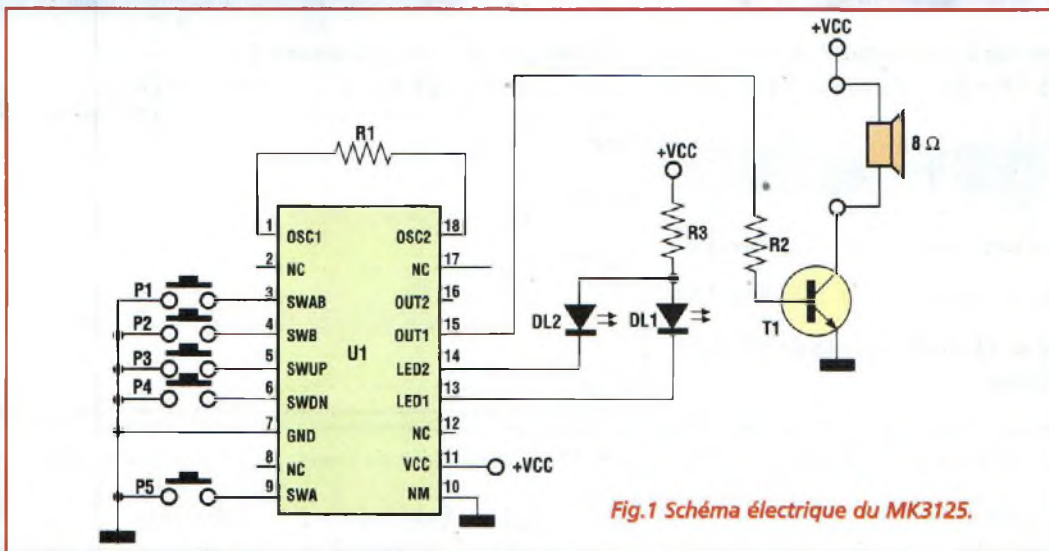 +VCC
8 Ω
R1
+VCC
R3
R2
T1
DL2
DL1
U1
1 OSC1
2 NC
P1 3 SWAB
P2 4 SWB
P3 5 SWUP
P4 6 SWDN
7 GND
8 NC
P5 9 SWA
OSC2 18
NC 17
OUT2 16
OUT1 15
LED2 14
LED1 13
NC 12
VCC 11 +VCC
NM 10
Fig.1 Schéma électrique du MK3125.